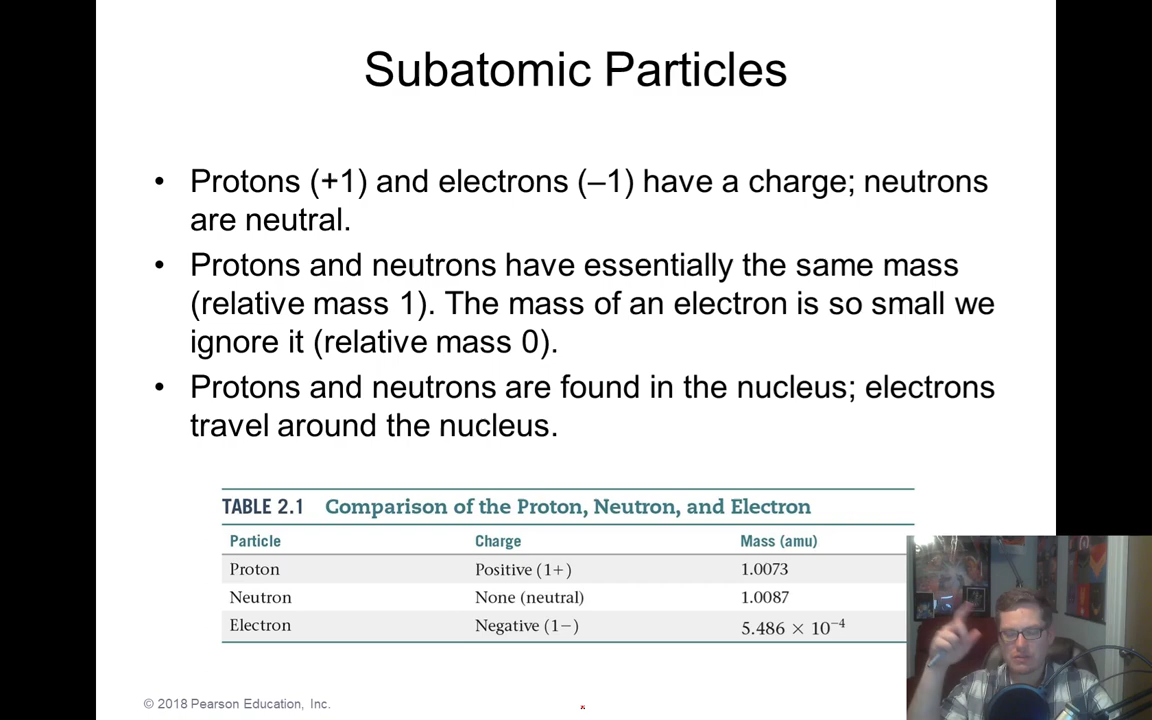 Subatomic Particles
• Protons (+1) and electrons (–1) have a charge; neutrons
are neutral.
• Protons and neutrons have essentially the same mass
(relative mass 1). The mass of an electron is so small we
ignore it (relative mass 0).
• Protons and neutrons are found in the nucleus; electrons
travel around the nucleus.
TABLE 2.1 Comparison of the Proton, Neutron, and Electron
Particle Charge Mass (amu)
Proton Positive (1+) 1.0073
Neutron None (neutral) 1.0087
Electron Negative (1−) 5.486 × 10⁻⁴
© 2018 Pearson Education, Inc.